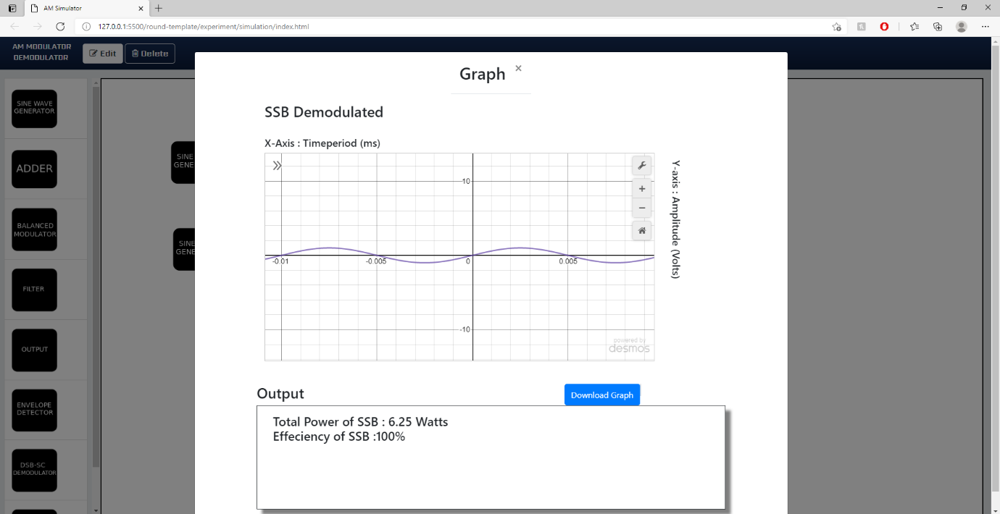 AM Simulator
127.0.0.1:5500/round-template/experiment/simulation/index.html
AM MODULATOR
DEMODULATOR
Edit
Delete
SINE WAVE
GENERATOR
ADDER
BALANCED
MODULATOR
FILTER
OUTPUT
ENVELOPE
DETECTOR
DSB-SC
DEMODULATOR
SINE
GENE
SINE
GENE
Graph
×
SSB Demodulated
X-Axis : Timeperiod (ms)
10
-0.01
-0.005
0
0.005
-10
powered by
desmos
Y-axis : Amplitude (Volts)
Output
Download Graph
Total Power of SSB : 6.25 Watts
Effeciency of SSB :100%